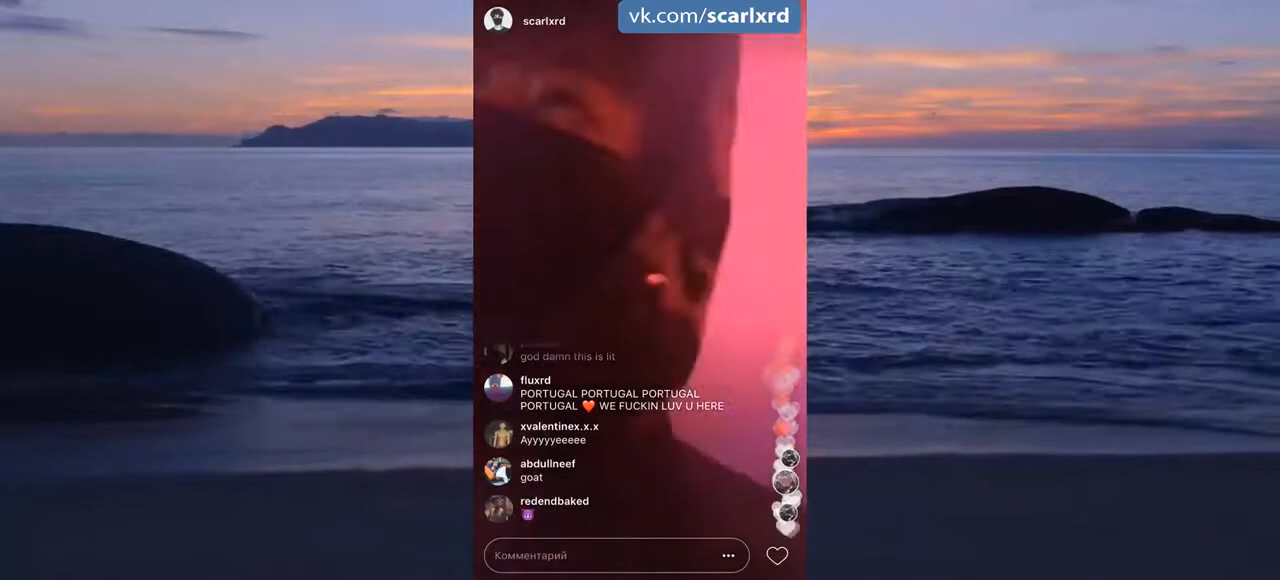 scarlxrd
vk.com/scarlxrd
god damn this is lit
fluxrd
PORTUGAL PORTUGAL PORTUGAL
PORTUGAL ❤️ WE FUCKIN LUV U HERE
xvalentinex.x.x
Ayyyyyeeeee
abdullneef
goat
redendbaked
😈
Комментарий